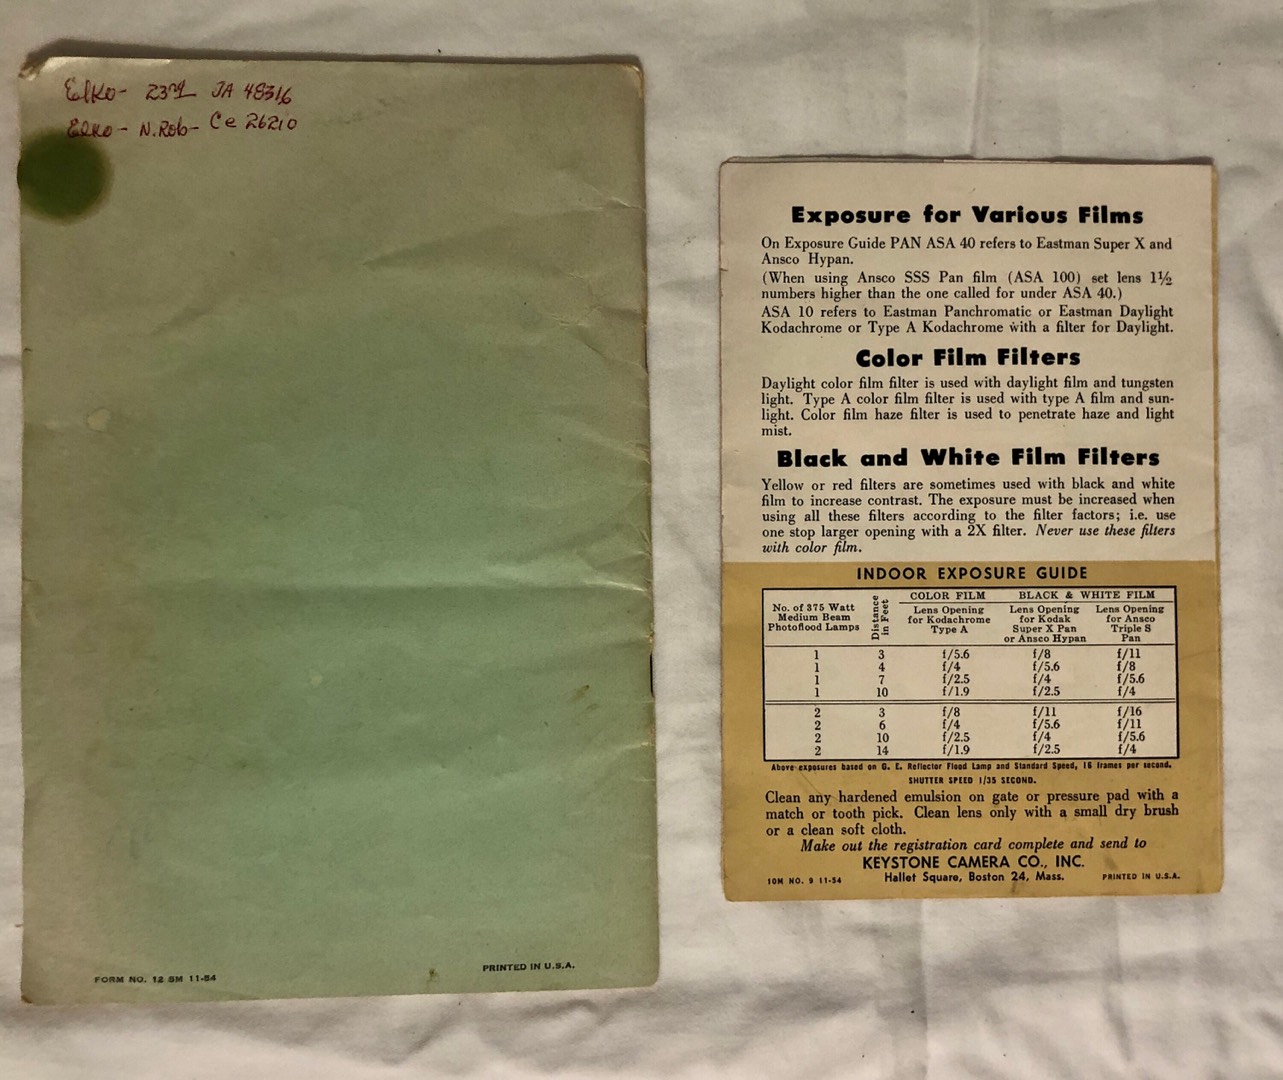 Elko- 23rd JA 48316
Elko- N. Rob- Ce 26210
FORM NO. 12 5M 11-54
PRINTED IN U.S.A.
Exposure for Various Films
On Exposure Guide PAN ASA 40 refers to Eastman Super X and
Ansco Hypan.
(When using Ansco SSS Pan film (ASA 100) set lens 1½
numbers higher than the one called for under ASA 40.)
ASA 10 refers to Eastman Panchromatic or Eastman Daylight
Kodachrome or Type A Kodachrome with a filter for Daylight.
Color Film Filters
Daylight color film filter is used with daylight film and tungsten
light. Type A color film filter is used with type A film and sun-
light. Color film haze filter is used to penetrate haze and light
mist.
Black and White Film Filters
Yellow or red filters are sometimes used with black and white
film to increase contrast. The exposure must be increased when
using all these filters according to the filter factors; i.e. use
one stop larger opening with a 2X filter. Never use these filters
with color film.
INDOOR EXPOSURE GUIDE
No. of 375 Watt
Medium Beam
Photoflood Lamps
Distance
in Feet
COLOR FILM
Lens Opening
for Kodachrome
Type A
BLACK & WHITE FILM
Lens Opening
for Kodak
Super X Pan
or Ansco Hypan
Lens Opening
for Ansco
Triple S
Pan
1 3 f/5.6 f/8 f/11
1 4 f/4 f/5.6 f/8
1 7 f/2.5 f/4 f/5.6
1 10 f/1.9 f/2.5 f/4
2 3 f/8 f/11 f/16
2 6 f/4 f/5.6 f/11
2 10 f/2.5 f/4 f/5.6
2 14 f/1.9 f/2.5 f/4
Above exposures based on G. E. Reflector Flood Lamp and Standard Speed, 16 frames per second.
SHUTTER SPEED 1/35 SECOND.
Clean any hardened emulsion on gate or pressure pad with a
match or tooth pick. Clean lens only with a small dry brush
or a clean soft cloth.
Make out the registration card complete and send to
KEYSTONE CAMERA CO., INC.
Hallet Square, Boston 24, Mass.
10M NO. 9 11-54
PRINTED IN U.S.A.